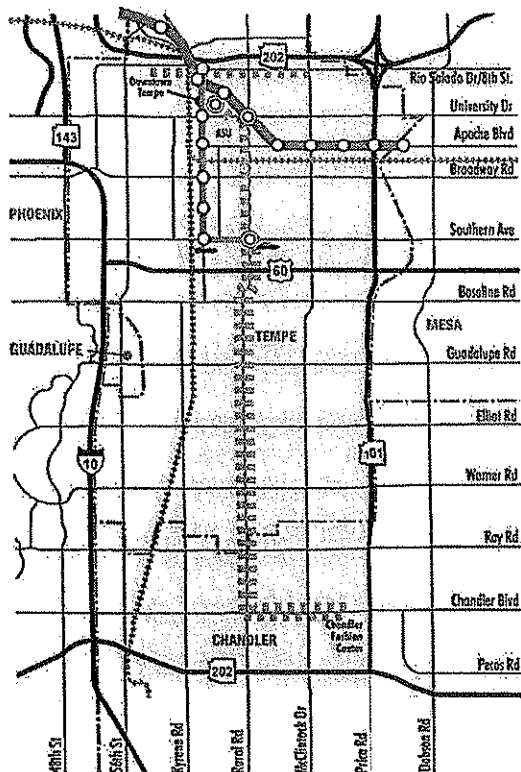 202
Rio Salado Dr/8th St.
Downtown
Tempe
University Dr
ASU
143
Apache Blvd
Broadway Rd
PHOENIX
Southern Ave
60
Baseline Rd
TEMPE
MESA
GUADALUPE
Guadalupe Rd
Elliot Rd
10
101
Warner Rd
Ray Rd
Chandler Blvd
CHANDLER
Chandler
Fashion
Center
202
Pecos Rd
48th St
56th St
Kyrene Rd
Rural Rd
McClintock Dr
Price Rd
Dobson Rd